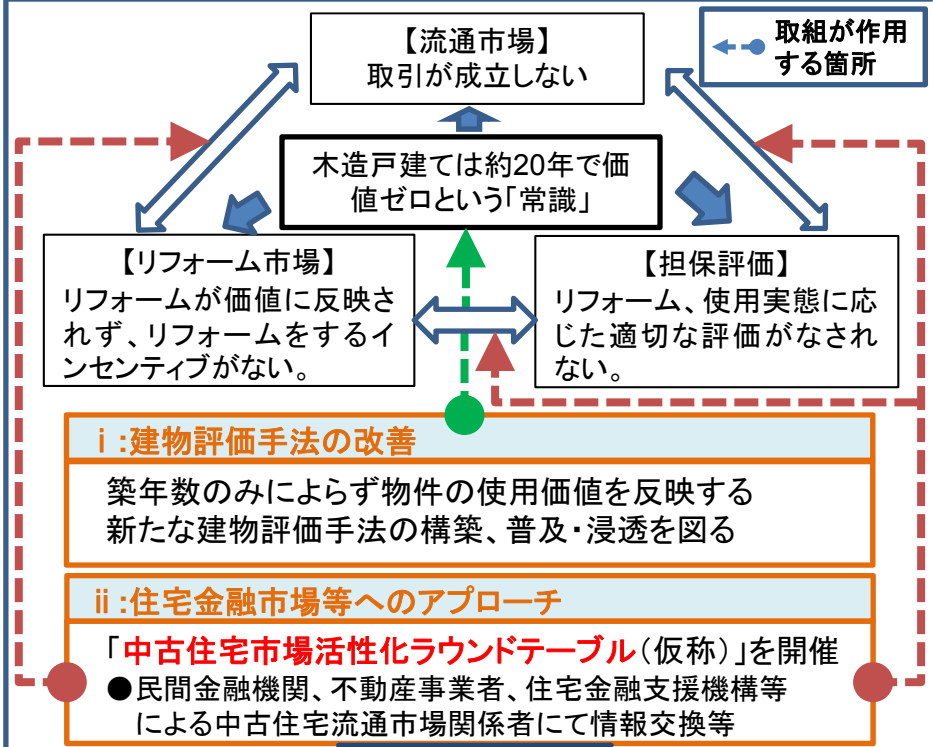 【流通市場】
取引が成立しない
取組が作用
する箇所
木造戸建ては約20年で価
値ゼロという「常識」
【リフォーム市場】
リフォームが価値に反映さ
れず、リフォームをするイ
ンセンティブがない。
【担保評価】
リフォーム、使用実態に応
じた適切な評価がなされ
ない。
ⅰ:建物評価手法の改善
築年数のみによらず物件の使用価値を反映する
新たな建物評価手法の構築、普及・浸透を図る
ⅱ:住宅金融市場等へのアプローチ
「中古住宅市場活性化ラウンドテーブル(仮称)」を開催
●民間金融機関、不動産事業者、住宅金融支援機構等
による中古住宅流通市場関係者にて情報交換等